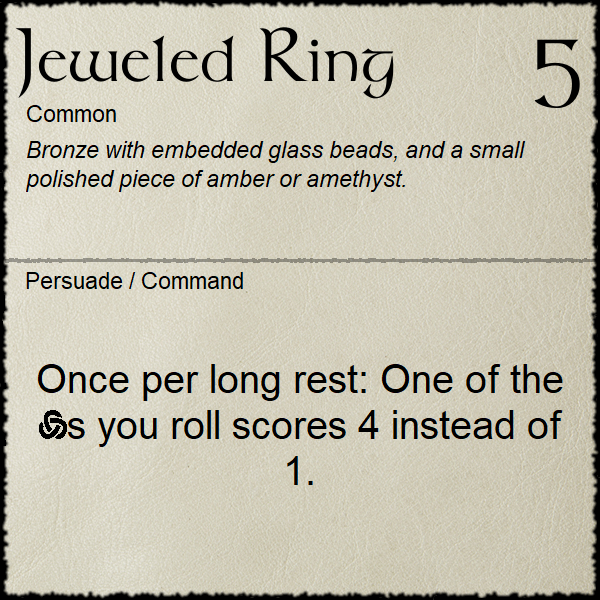 Jeweled Ring 5
Common
Bronze with embedded glass beads, and a small
polished piece of amber or amethyst.
Persuade / Command
Once per long rest: One of the
s you roll scores 4 instead of
1.